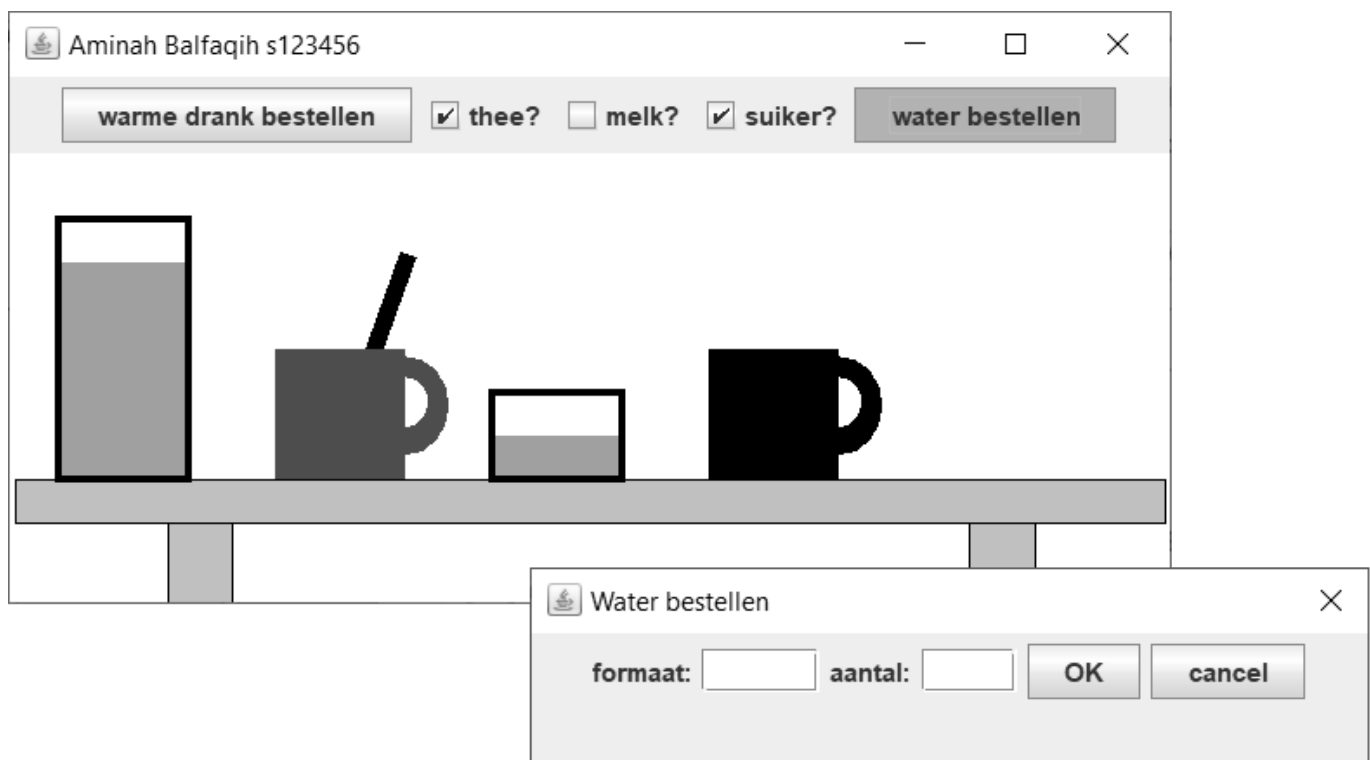 Aminah Balfaqih s123456
warme drank bestellen thee? melk? suiker? water bestellen
Water bestellen
formaat: aantal: OK cancel